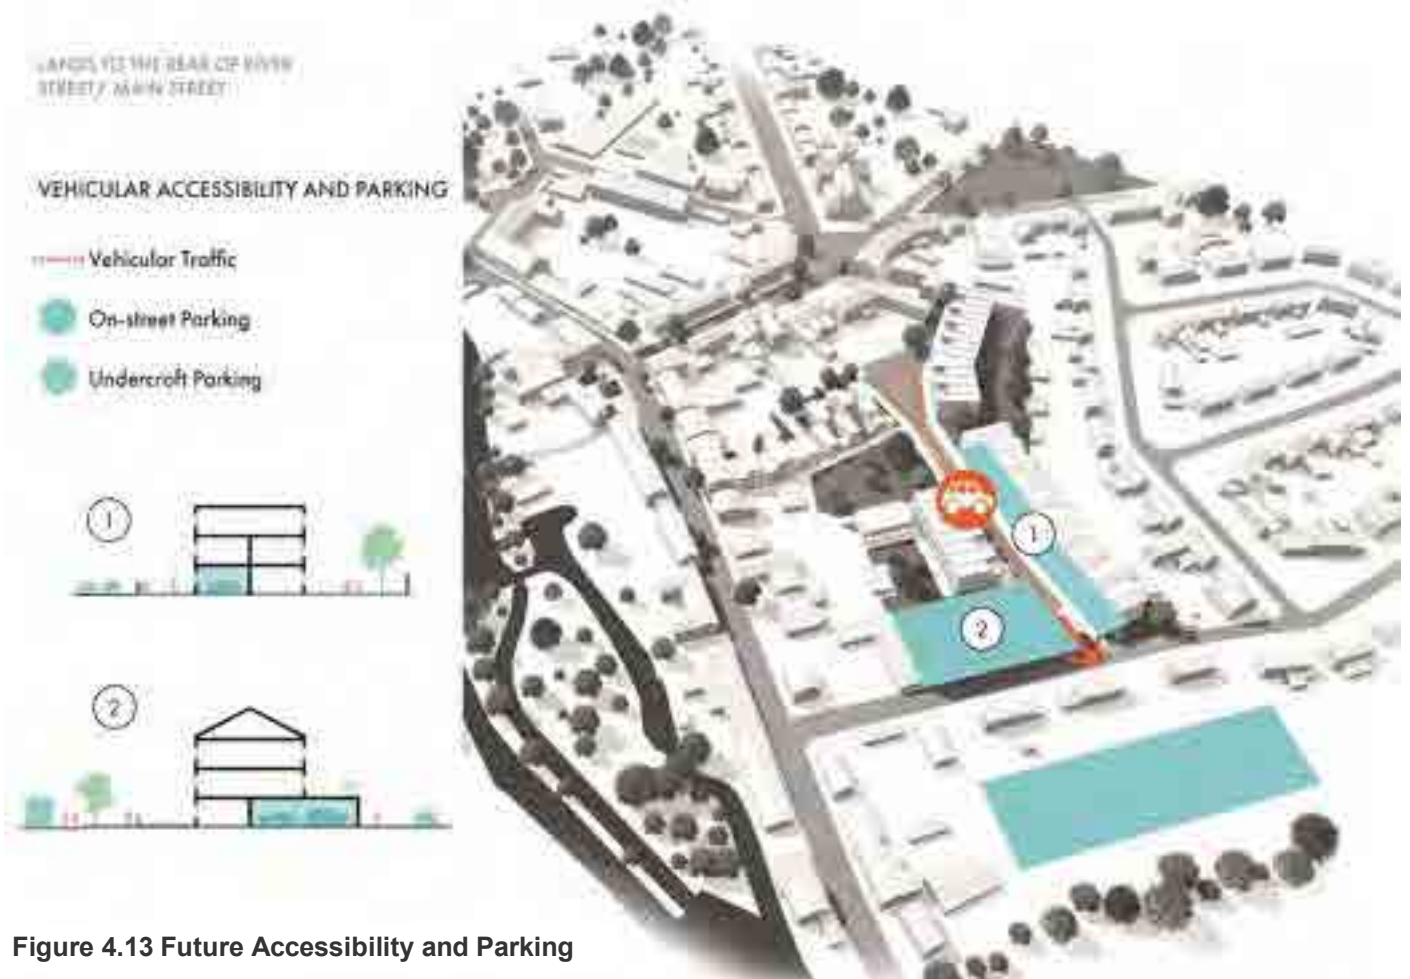 LANDS TO THE REAR OF RIVER
STREET/ MAIN STREET
VEHICULAR ACCESSIBILITY AND PARKING
Vehicular Traffic
On-street Parking
Undercroft Parking
1
2
1
2
Figure 4.13 Future Accessibility and Parking